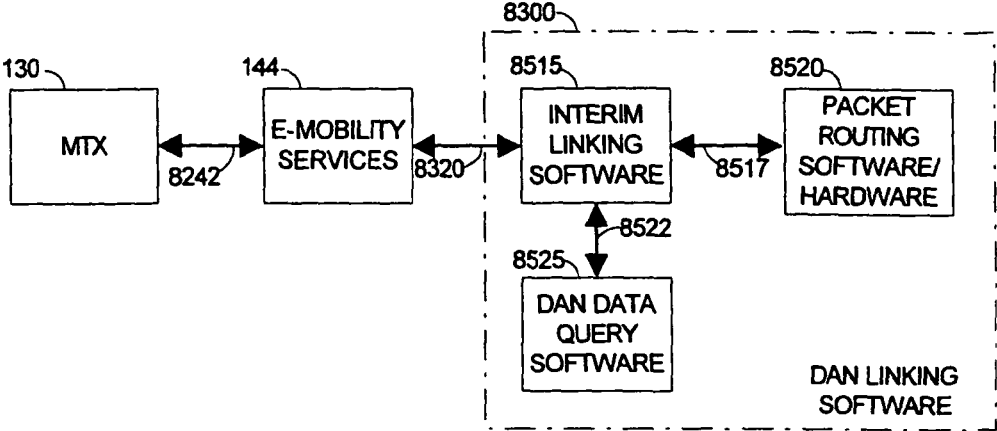 8300
130
144
8515
8520
MTX
E-MOBILITY
SERVICES
INTERIM
LINKING
SOFTWARE
PACKET
ROUTING
SOFTWARE/
HARDWARE
8242
8320
8517
8522
8525
DAN DATA
QUERY
SOFTWARE
DAN LINKING
SOFTWARE